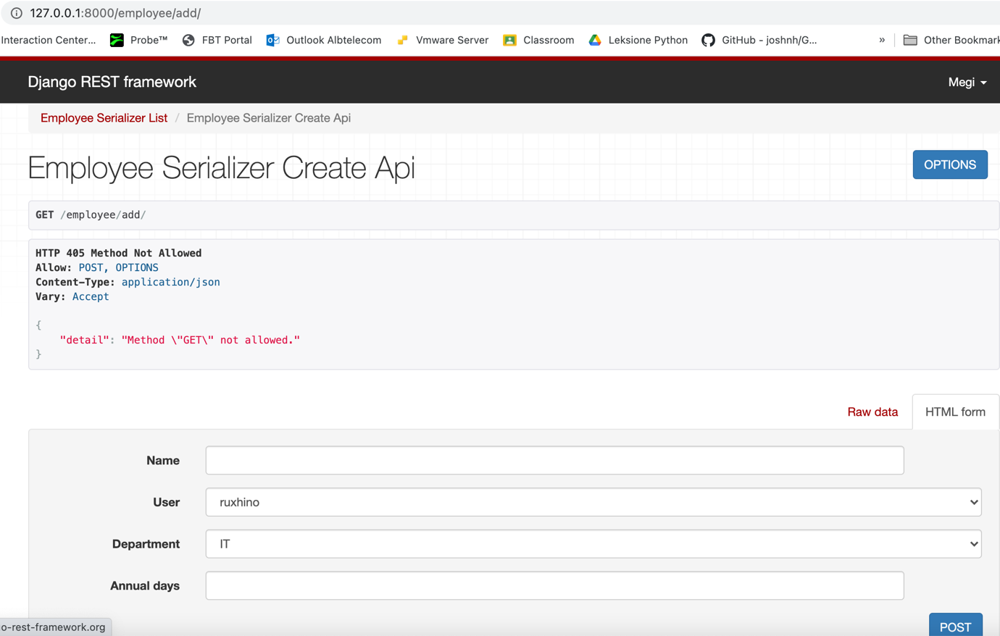 127.0.0.1:8000/employee/add/
Interaction Center... Probe™ FBT Portal Outlook Albtelecom Vmware Server Classroom Leksione Python GitHub - joshnh/G... » Other Bookmark
Django REST framework Megi
Employee Serializer List / Employee Serializer Create Api
Employee Serializer Create Api OPTIONS
GET /employee/add/
HTTP 405 Method Not Allowed
Allow: POST, OPTIONS
Content-Type: application/json
Vary: Accept
{
"detail": "Method \"GET\" not allowed."
}
Raw data HTML form
Name
User ruxhino
Department IT
Annual days
o-rest-framework.org POST